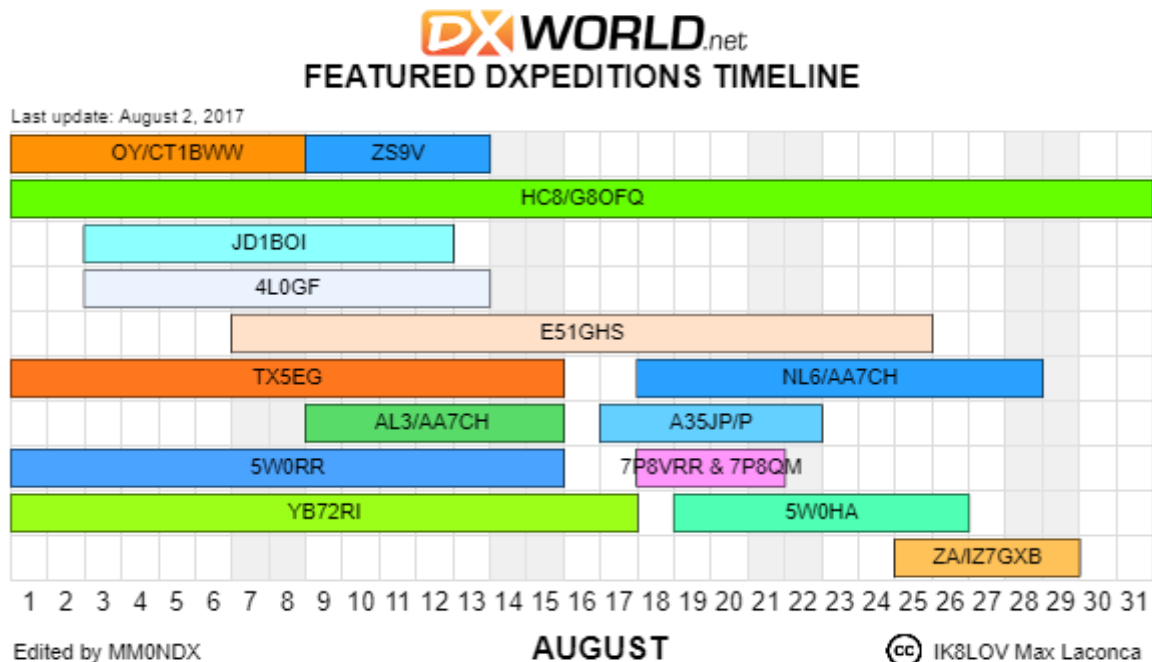 DX WORLD.net
FEATURED DXPEDITIONS TIMELINE
Last update: August 2, 2017
OY/CT1BWW ZS9V
HC8/G8OFQ
JD1BOI
4L0GF
E51GHS
TX5EG NL6/AA7CH
AL3/AA7CH A35JP/P
5W0RR 7P8VRR & 7P8QM
YB72RI 5W0HA
ZA/IZ7GXB
1 2 3 4 5 6 7 8 9 10 11 12 13 14 15 16 17 18 19 20 21 22 23 24 25 26 27 28 29 30 31
Edited by MM0NDX AUGUST cc IK8LOV Max Laconca